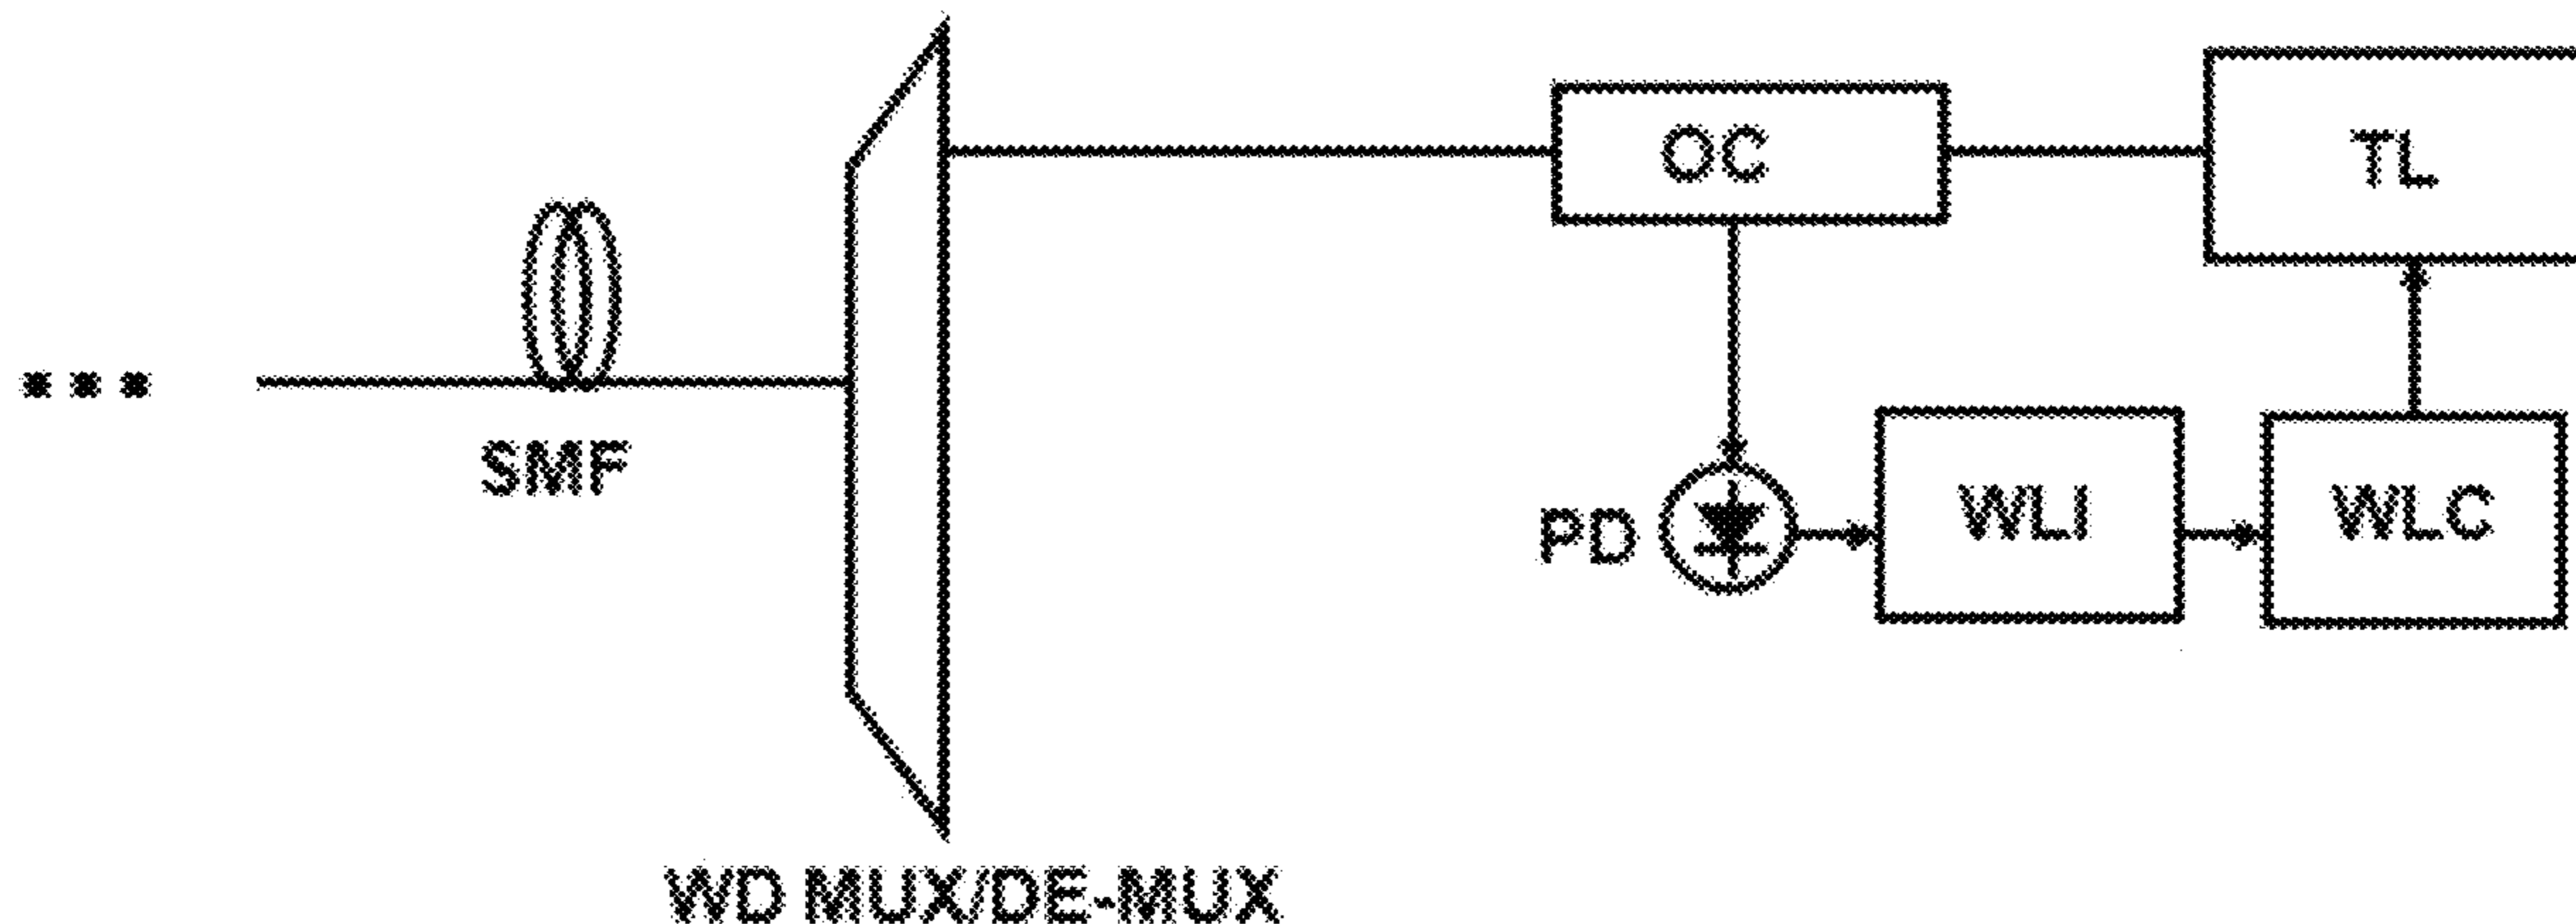 OC
TL
SMF
PD
WLI
WLC
WD MUX/DE-MUX